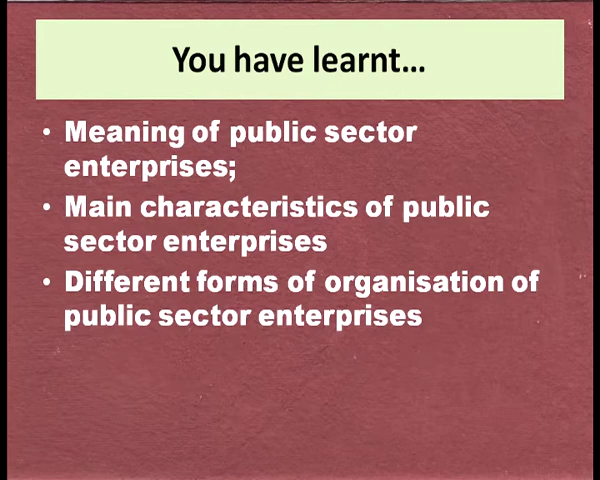 You have learnt...
• Meaning of public sector
enterprises;
• Main characteristics of public
sector enterprises
• Different forms of organisation of
public sector enterprises